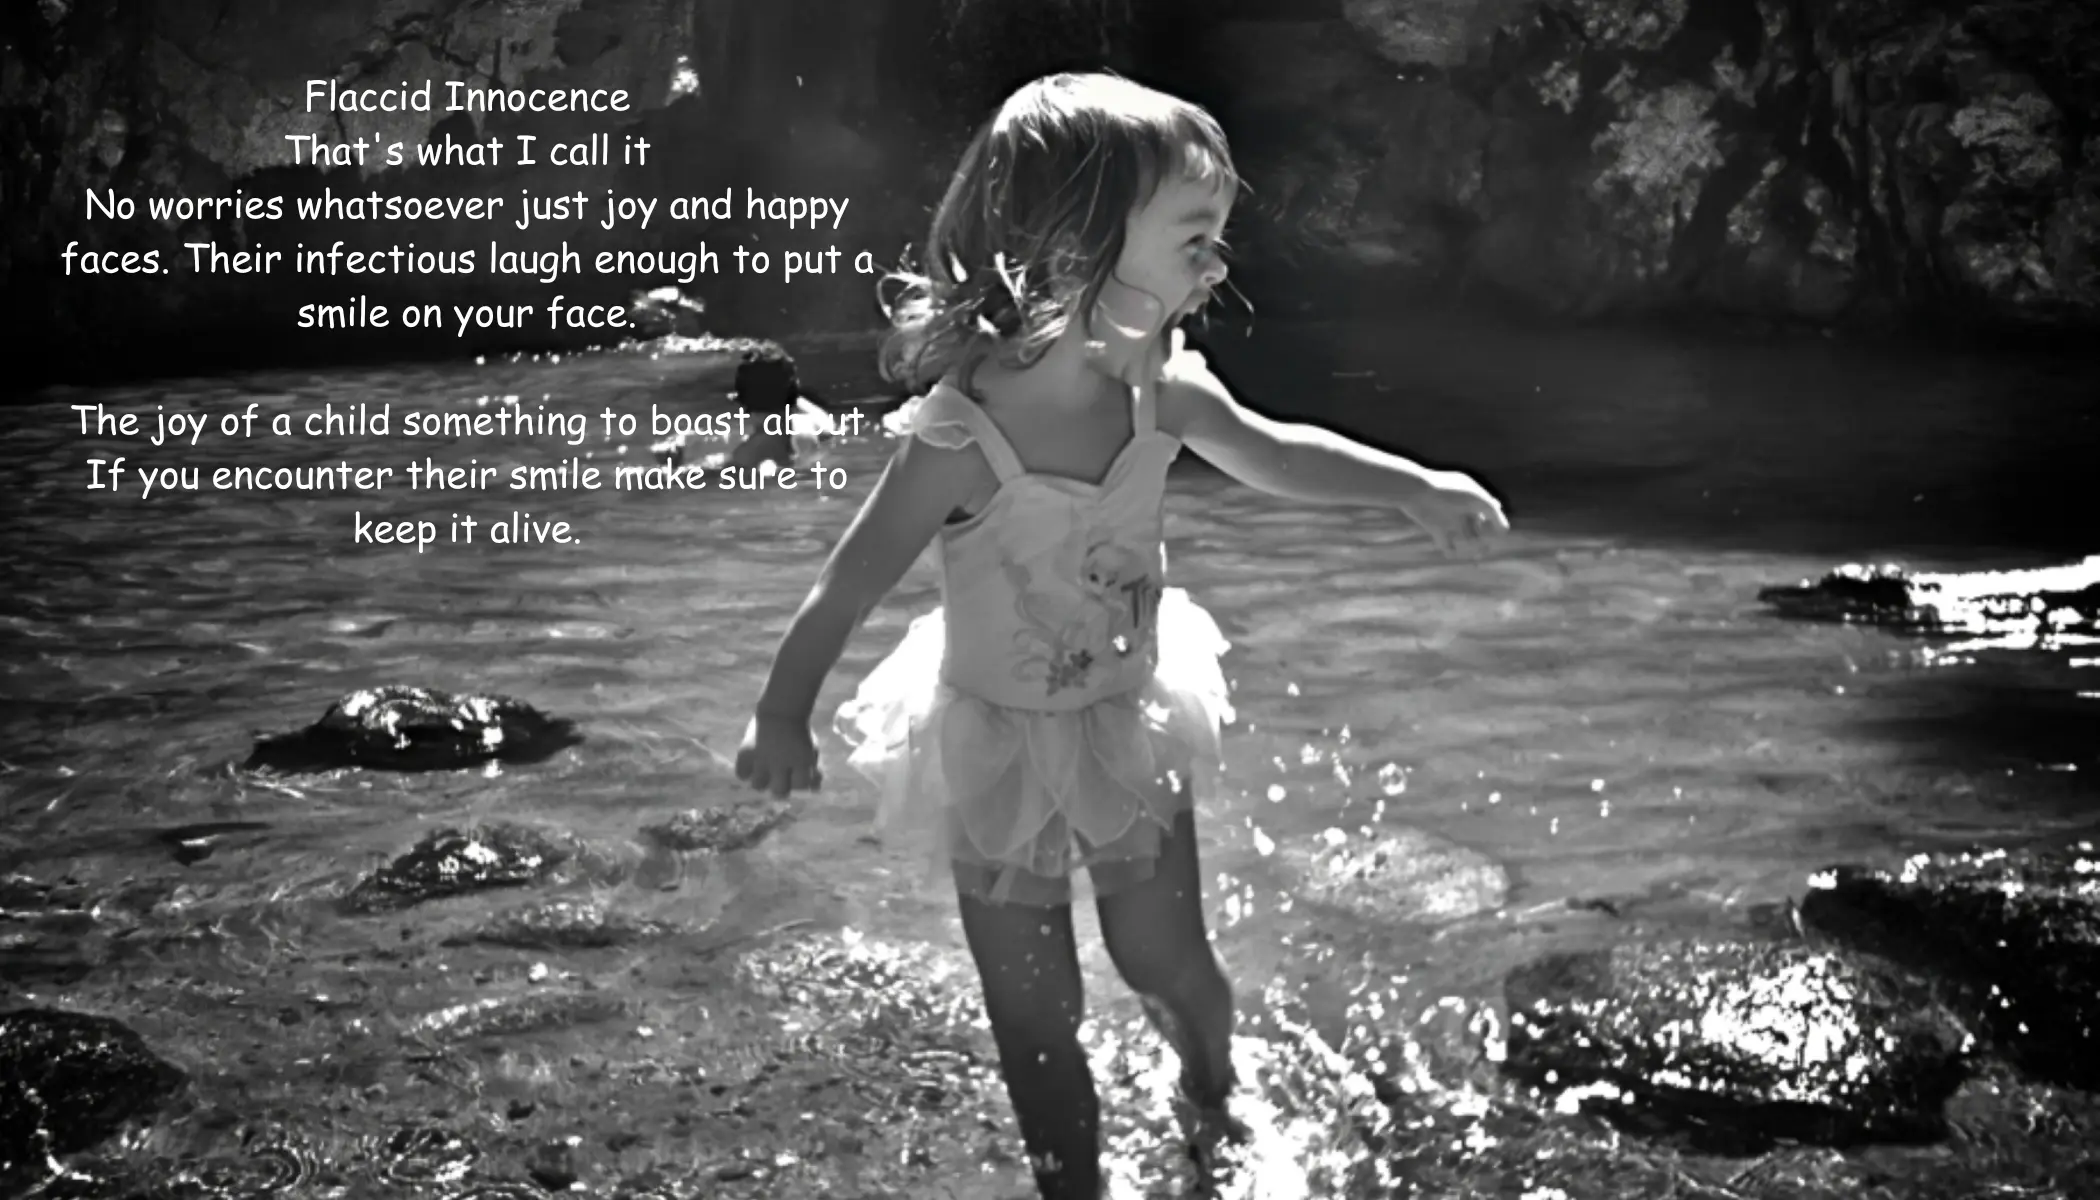 Flaccid Innocence
That's what I call it
No worries whatsoever just joy and happy
faces. Their infectious laugh enough to put a
smile on your face.
The joy of a child something to boast about
If you encounter their smile make sure to
keep it alive.